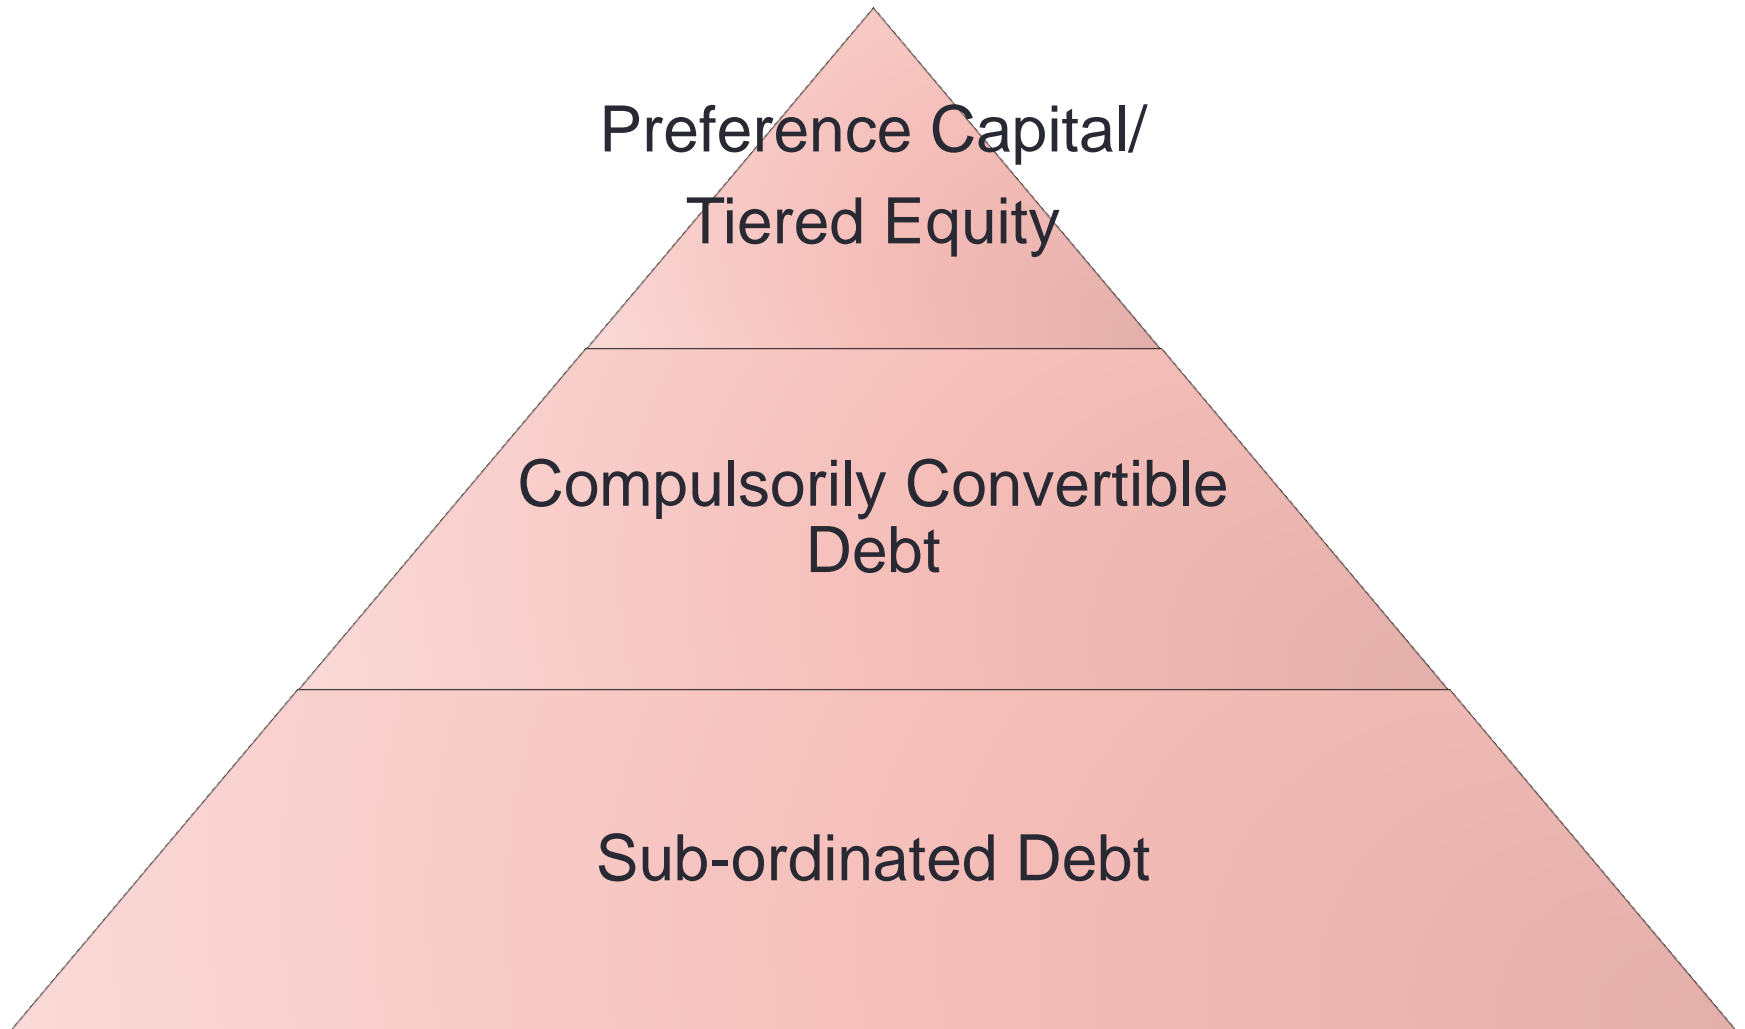 Preference Capital/
Tiered Equity
Compulsorily Convertible
Debt
Sub-ordinated Debt